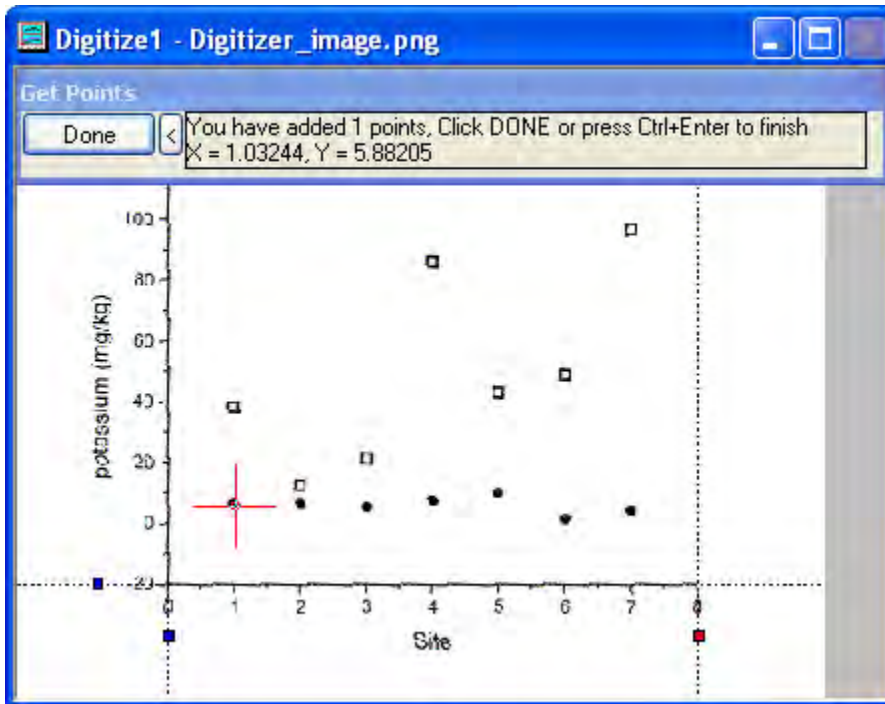 Digitize1 - Digitizer_image.png
Get Points
Done
<
You have added 1 points, Click DONE or press Ctrl+Enter to finish
X = 1.03244, Y = 5.88205
100
80
60
40
20
0
-20
potassium (mg/kg)
0 1 2 3 4 5 6 7 8
Site